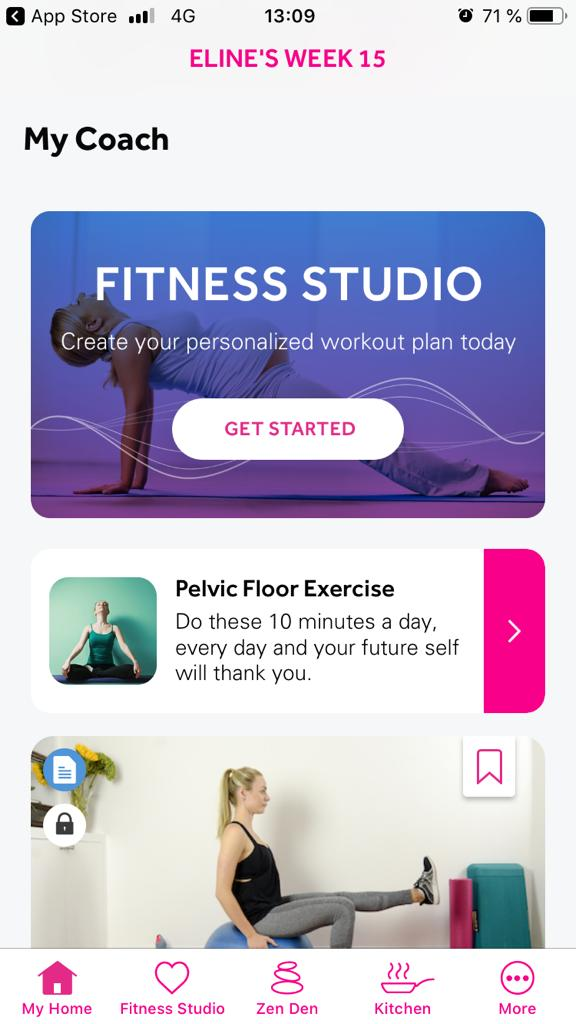 App Store 4G 13:09 71 %
ELINE'S WEEK 15
My Coach
FITNESS STUDIO
Create your personalized workout plan today
GET STARTED
Pelvic Floor Exercise
Do these 10 minutes a day,
every day and your future self
will thank you.
My Home Fitness Studio Zen Den Kitchen More